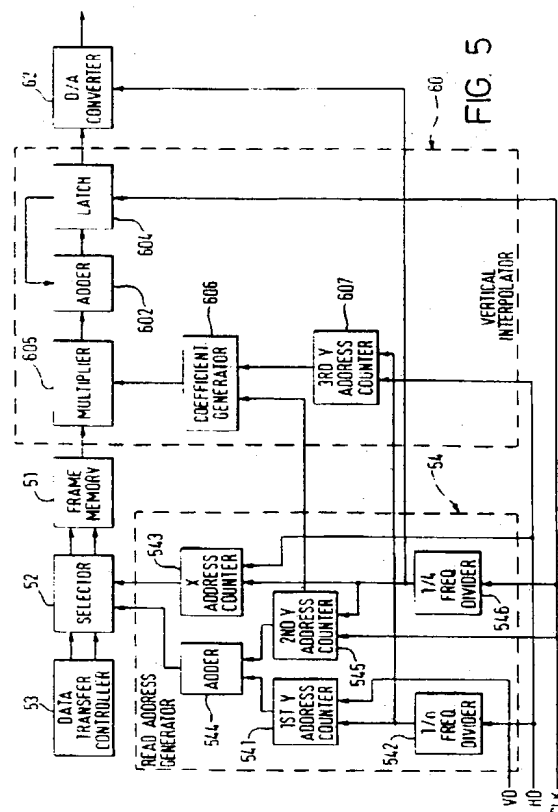 53
DATA
TRANSFER
CONTROLLER
52
SELECTOR
51
FRAME
MEMORY
605
MULTIPLIER
602
ADDER
604
LATCH
62
D/A
CONVERTER
READ ADDRESS
GENERATOR
544
ADDER
543
X
ADDRESS
COUNTER
606
COEFFICIENT
GENERATOR
541
1ST Y
ADDRESS
COUNTER
2ND Y
ADDRESS
COUNTER
545
607
3RD Y
ADDRESS
COUNTER
VERTICAL
INTERPOLATOR
60
542
1/n
FREQ
DIVIDER
1/4
FREQ
DIVIDER
546
54
VD
HD
CLK
FIG. 5